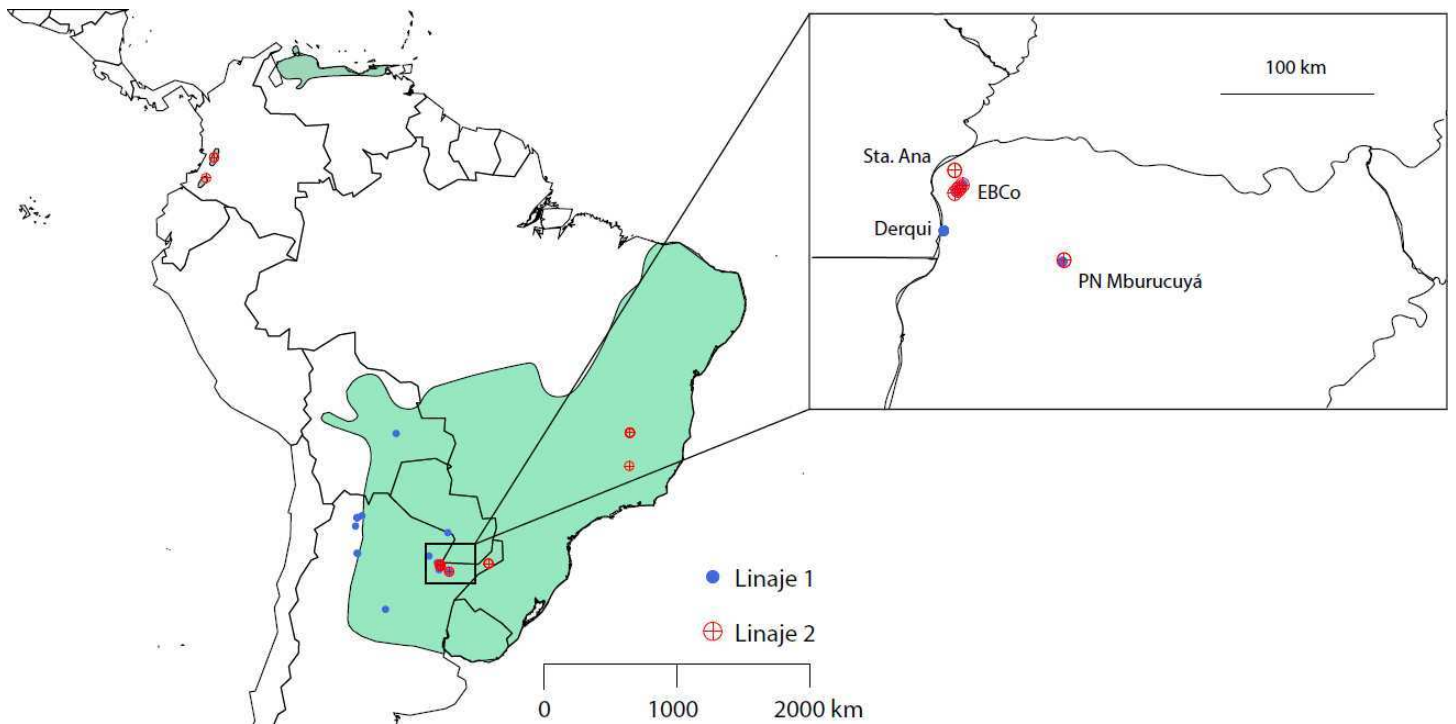 100 km
Sta. Ana
EBCo
Derqui
PN Mburucuyá
Linaje 1
Linaje 2
0 1000 2000 km